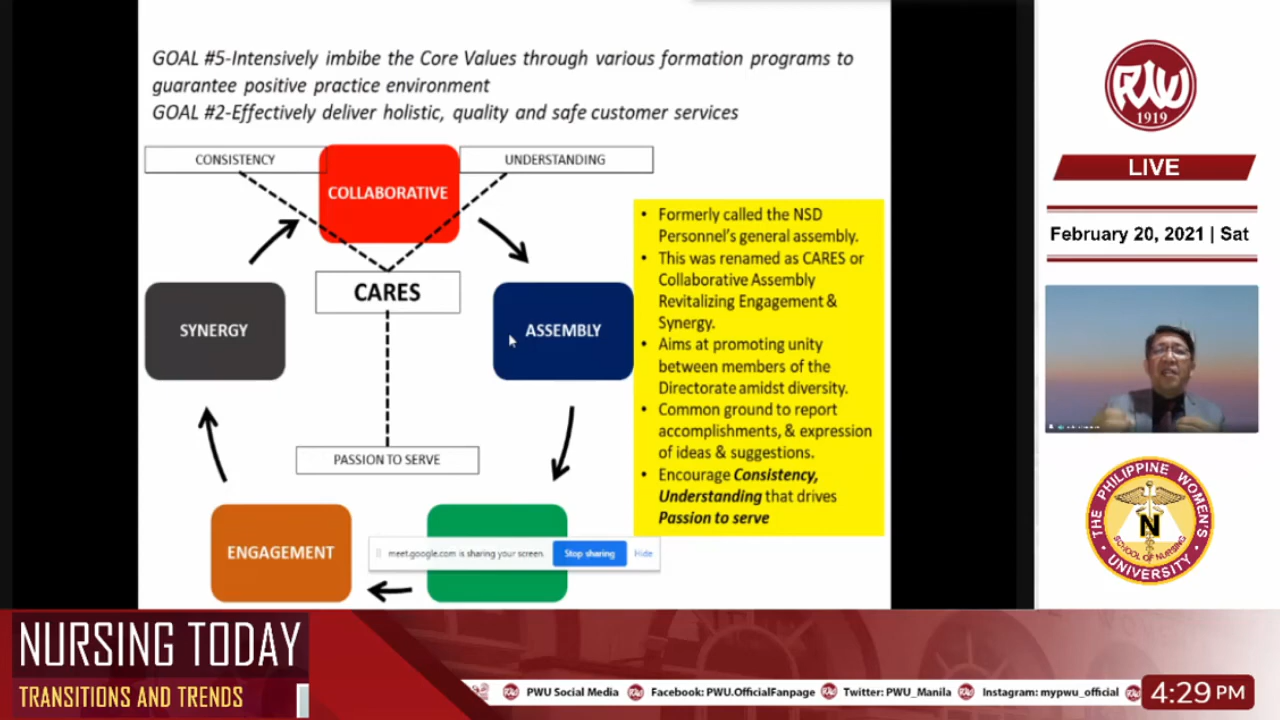 GOAL #5-Intensively imbibe the Core Values through various formation programs to
guarantee positive practice environment
GOAL #2-Effectively deliver holistic, quality and safe customer services
CONSISTENCY
UNDERSTANDING
COLLABORATIVE
CARES
SYNERGY
ASSEMBLY
PASSION TO SERVE
ENGAGEMENT
meet.google.com is sharing your screen.
Stop sharing
Hide
• Formerly called the NSD
Personnel's general assembly.
• This was renamed as CARES or
Collaborative Assembly
Revitalizing Engagement &
Synergy.
• Aims at promoting unity
between members of the
Directorate amidst diversity.
• Common ground to report
accomplishments, & expression
of ideas & suggestions.
• Encourage Consistency,
Understanding that drives
Passion to serve
PWU
1919
LIVE
February 20, 2021 | Sat
THE PHILIPPINE WOMEN'S
UNIVERSITY
N
SCHOOL OF NURSING
NURSING TODAY
TRANSITIONS AND TRENDS
PWU Social Media
Facebook: PWU.OfficialFanpage
Twitter: PWU_Manila
Instagram: mypwu_official
4:29 PM